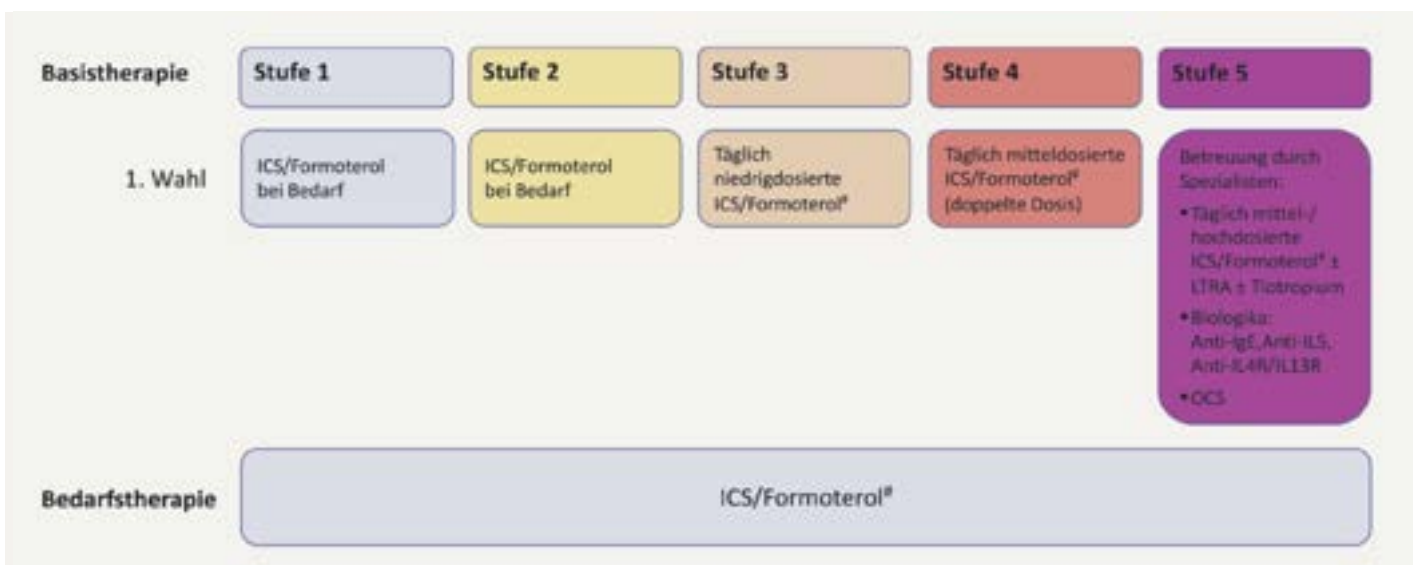 Basistherapie
Stufe 1
Stufe 2
Stufe 3
Stufe 4
Stufe 5
1. Wahl
ICS/Formoterol
bei Bedarf
ICS/Formoterol
bei Bedarf
Täglich
niedrigdosierte
ICS/Formoterol#
Täglich mitteldosierte
ICS/Formoterol#
(doppelte Dosis)
Betreuung durch
Spezialisten:
▪Täglich mittel-/
hochdosierte
ICS/Formoterol# ±
LTRA ± Tiotropium
▪Biologika:
Anti-IgE,Anti-IL5,
Anti-IL4R/IL13R
▪OCS
Bedarfstherapie
ICS/Formoterol#